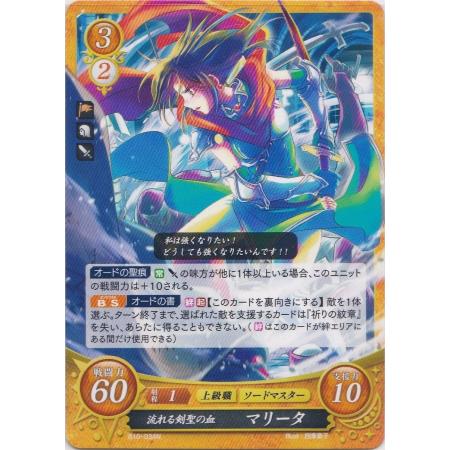 3
2
私は強くなりたい!
どうしても強くなりたいんです!!
オードの聖痕 常 の味方が他に1体以上いる場合、このユニット
の戦闘力は+10される。
BS オードの書 絆 起 【このカードを裏向きにする】敵を1体
選ぶ。ターン終了まで、選ばれた敵を支援するカードは『祈りの紋章』
を失い、あらたに得ることもできない。(絆はこのカードが絆エリアに
ある間だけ使用できる)
戦闘力
60
射程 1 上級職 ソードマスター
支援力
10
流れる剣聖の血 マリータ